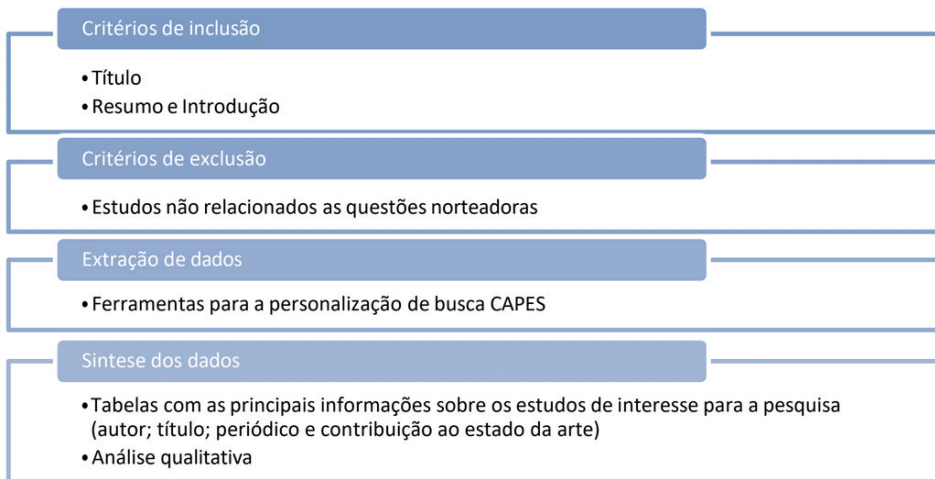 Critérios de inclusão
• Título
• Resumo e Introdução
Critérios de exclusão
• Estudos não relacionados as questões norteadoras
Extração de dados
• Ferramentas para a personalização de busca CAPES
Sintese dos dados
• Tabelas com as principais informações sobre os estudos de interesse para a pesquisa
(autor; título; periódico e contribuição ao estado da arte)
• Análise qualitativa